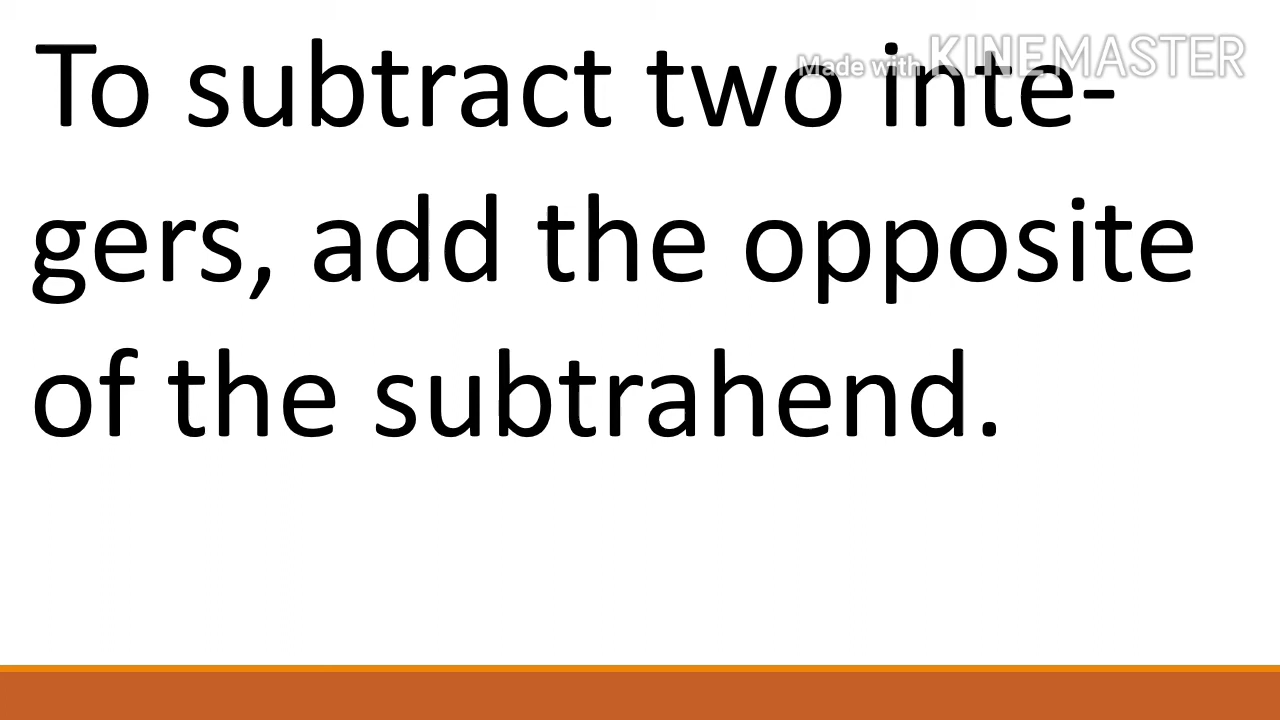 Made with KINEMASTER
To subtract two inte-
gers, add the opposite
of the subtrahend.